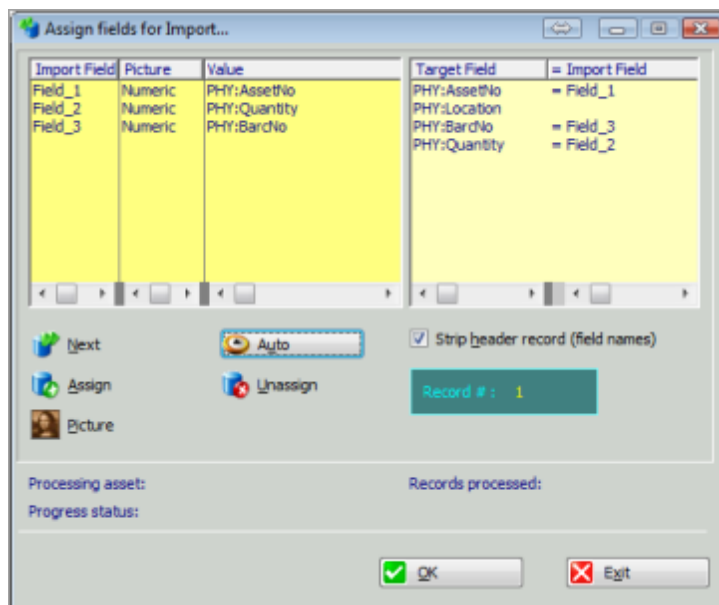 Assign fields for Import...
Import Field Picture Value
Field_1 Numeric PHY:AssetNo
Field_2 Numeric PHY:Quantity
Field_3 Numeric PHY:BarcNo
Target Field = Import Field
PHY:AssetNo = Field_1
PHY:Location
PHY:BarcNo = Field_3
PHY:Quantity = Field_2
Next Auto
Assign Unassign
Picture
Strip header record (field names)
Record # : 1
Processing asset: Records processed:
Progress status:
OK Exit